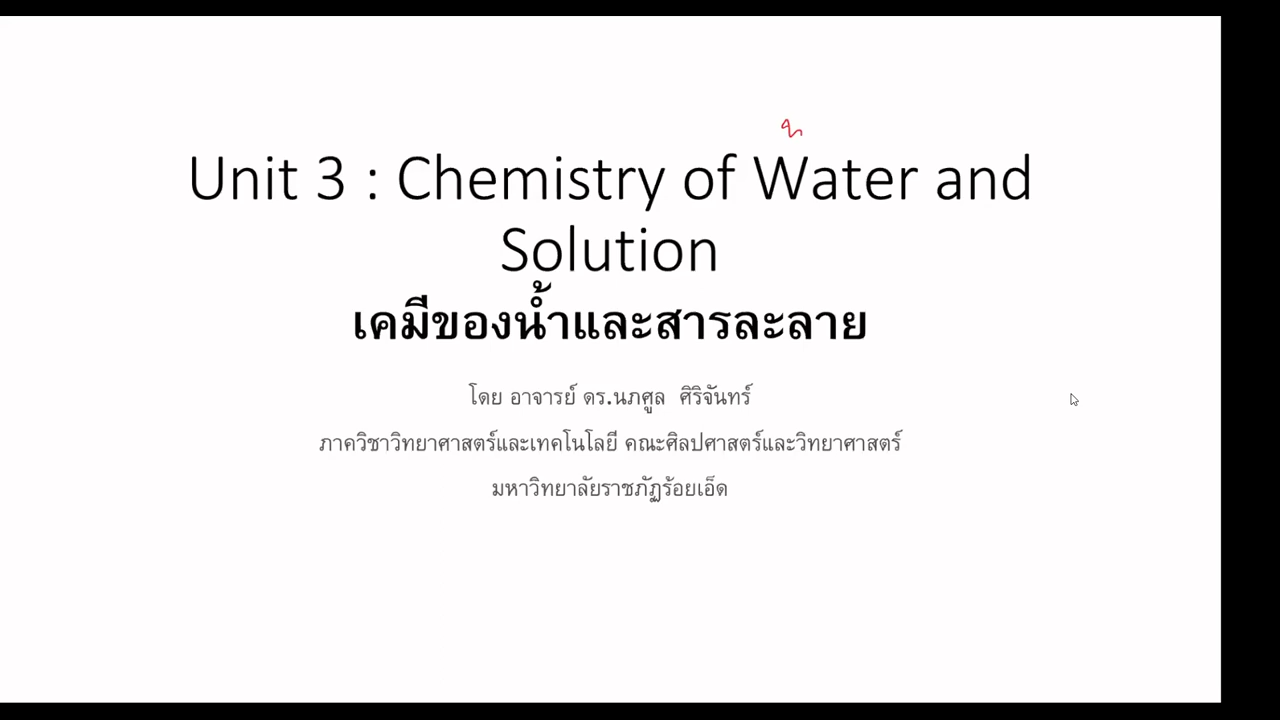 Unit 3 : Chemistry of Water and
Solution
เคมีของน้ำและสารละลาย
โดย อาจารย์ ดร.นภศูล  ศิริจันทร์
ภาควิชาวิทยาศาสตร์และเทคโนโลยี คณะศิลปศาสตร์และวิทยาศาสตร์
มหาวิทยาลัยราชภัฏร้อยเอ็ด